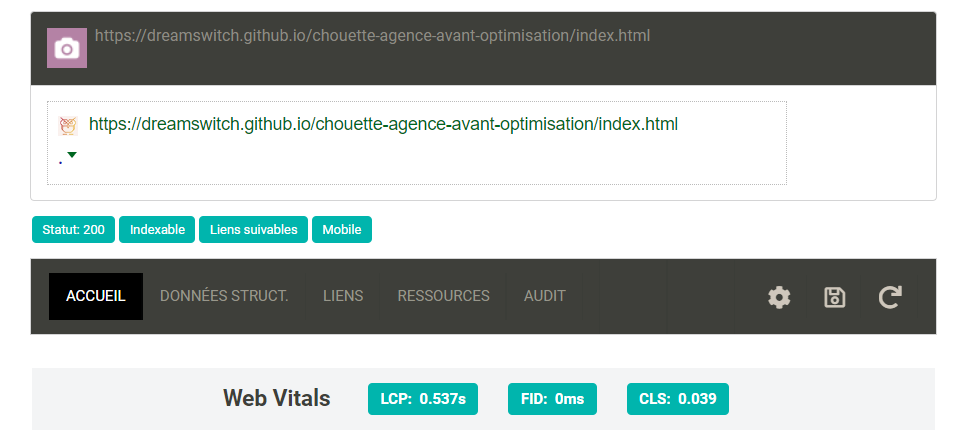 https://dreamswitch.github.io/chouette-agence-avant-optimisation/index.html
https://dreamswitch.github.io/chouette-agence-avant-optimisation/index.html
.
Statut: 200 Indexable Liens suivables Mobile
ACCUEIL DONNÉES STRUCT. LIENS RESSOURCES AUDIT
Web Vitals LCP: 0.537s FID: 0ms CLS: 0.039